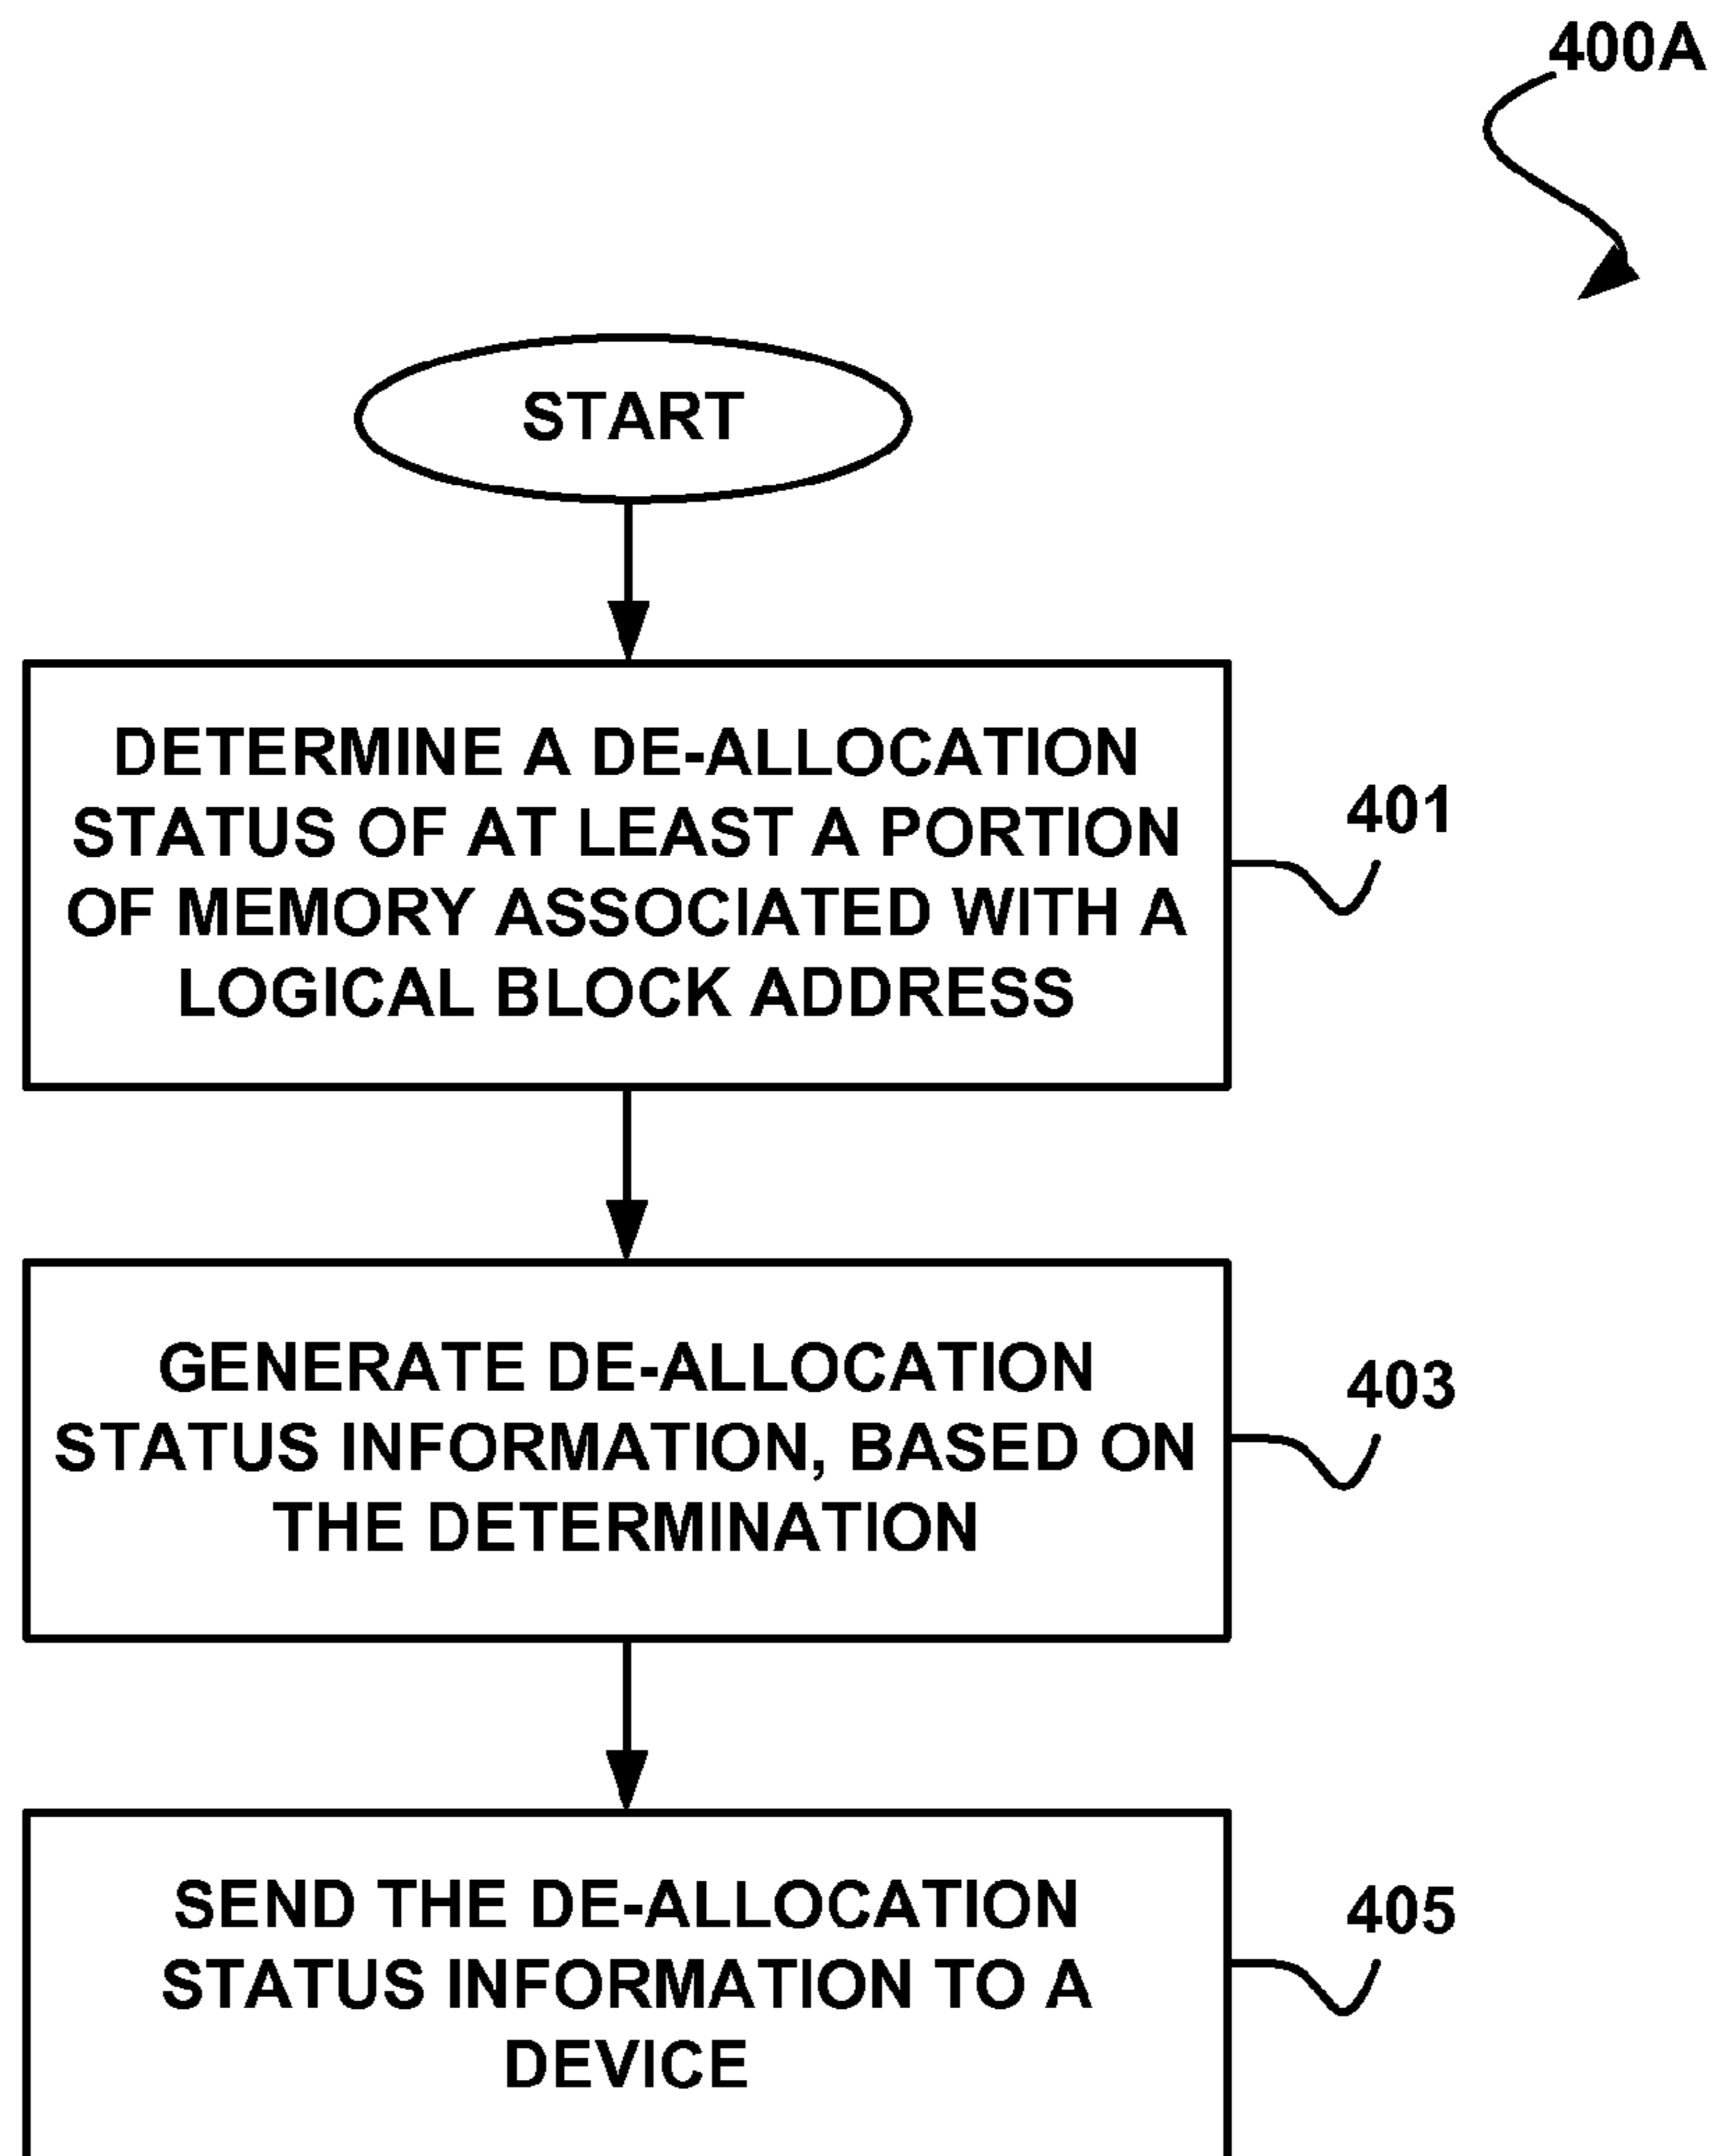 400A
START
DETERMINE A DE-ALLOCATION
STATUS OF AT LEAST A PORTION
OF MEMORY ASSOCIATED WITH A
LOGICAL BLOCK ADDRESS
401
GENERATE DE-ALLOCATION
STATUS INFORMATION, BASED ON
THE DETERMINATION
403
SEND THE DE-ALLOCATION
STATUS INFORMATION TO A
DEVICE
405